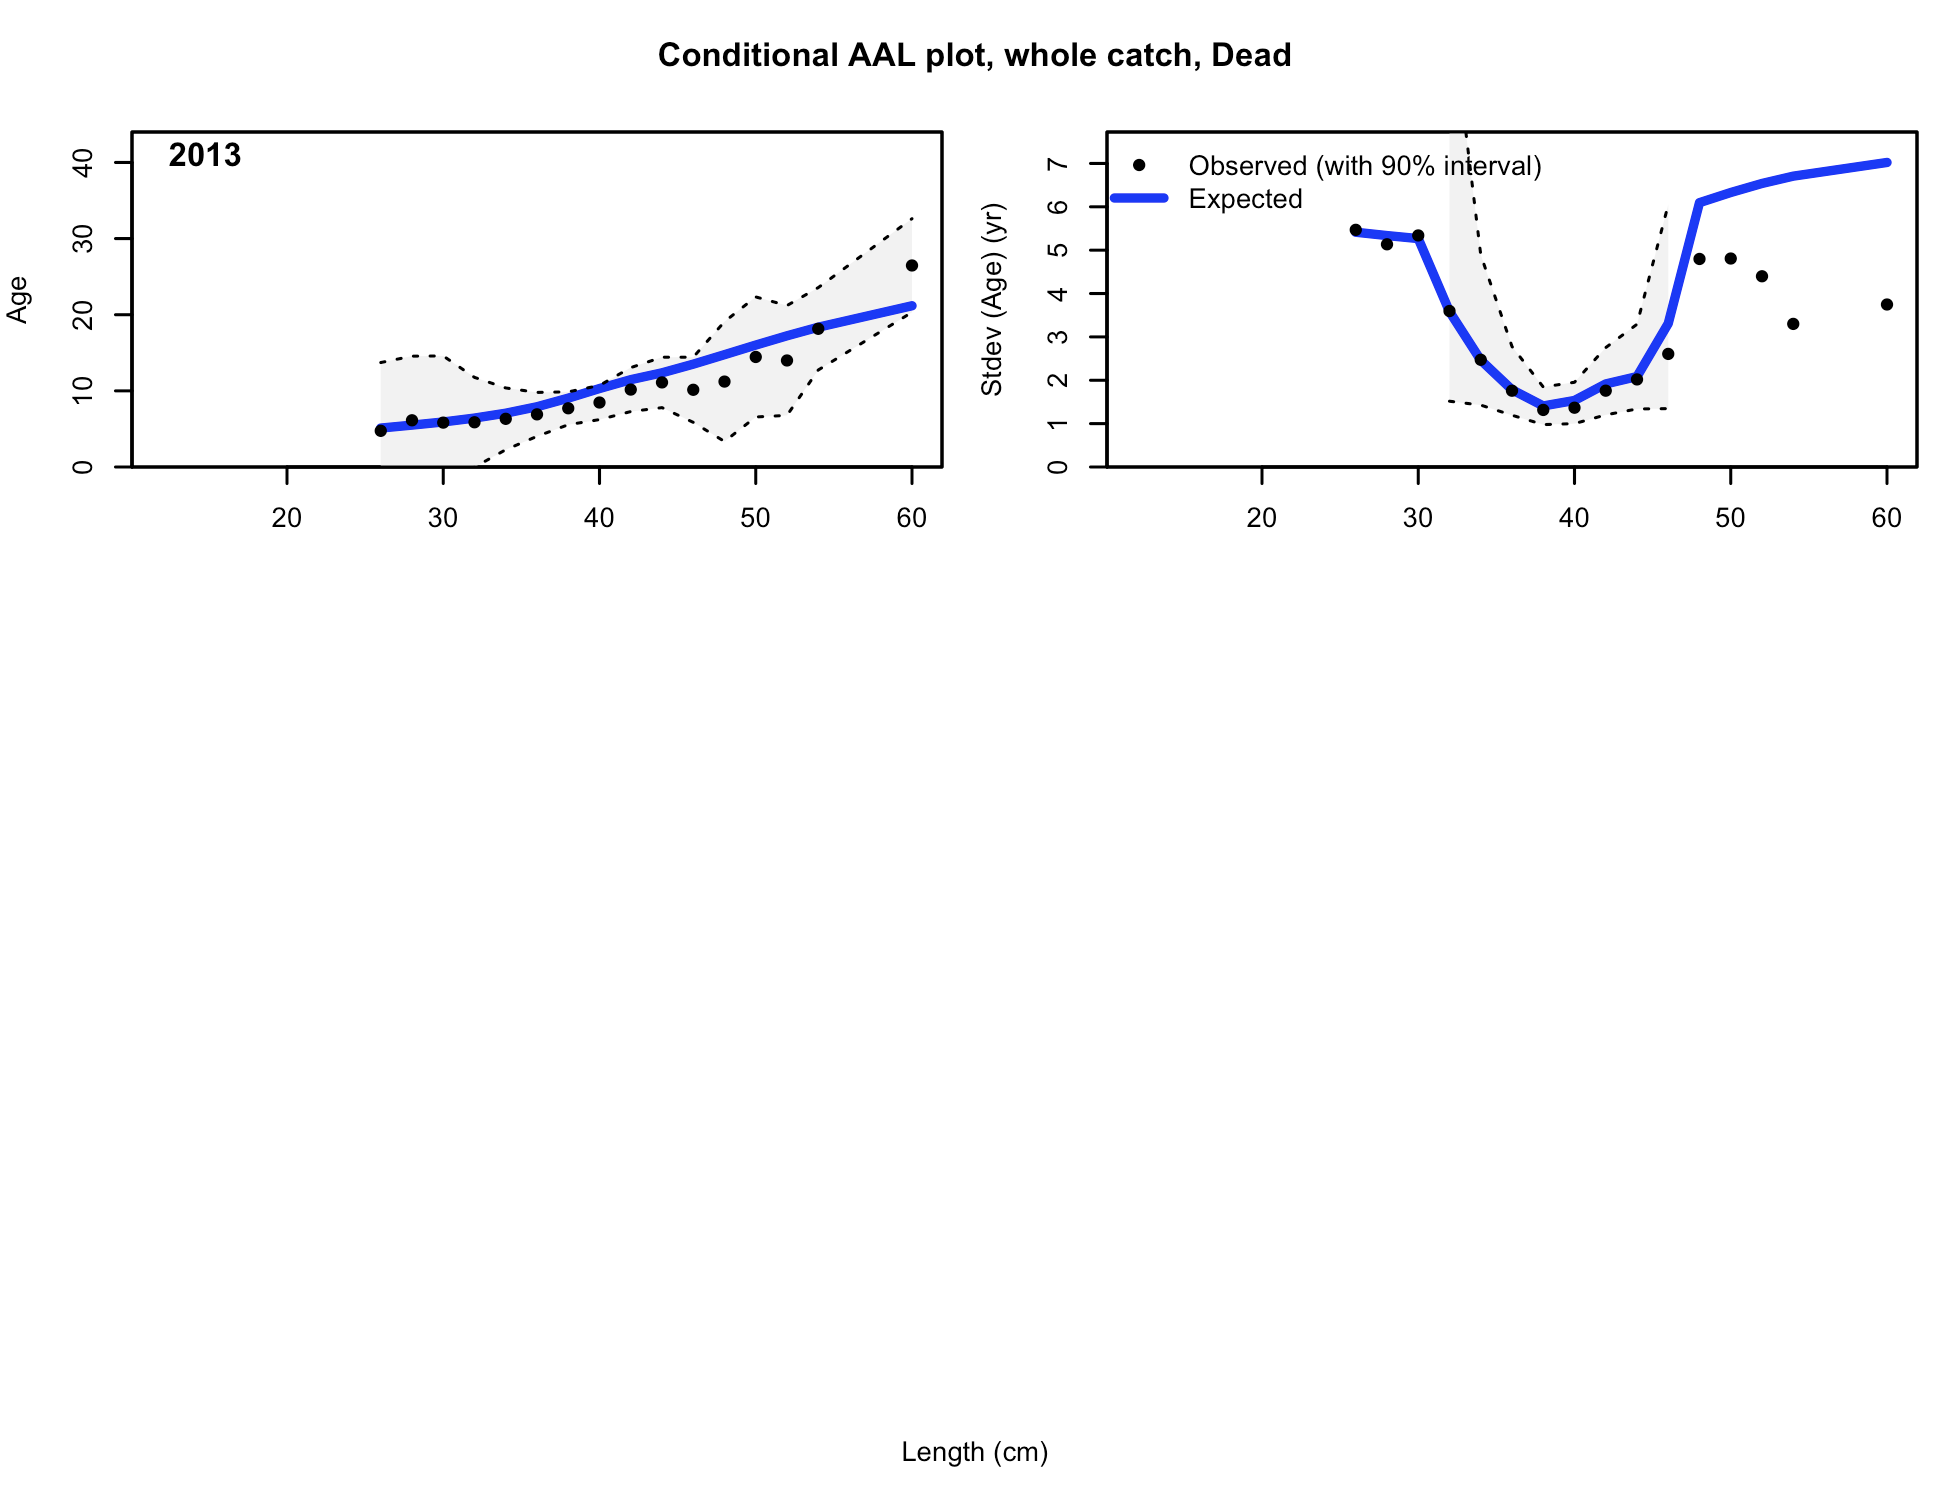 Conditional AAL plot, whole catch, Dead
2013
Age
0 10 20 30 40
20 30 40 50 60
Observed (with 90% interval)
Expected
Stdev (Age) (yr)
0 1 2 3 4 5 6 7
20 30 40 50 60
Length (cm)